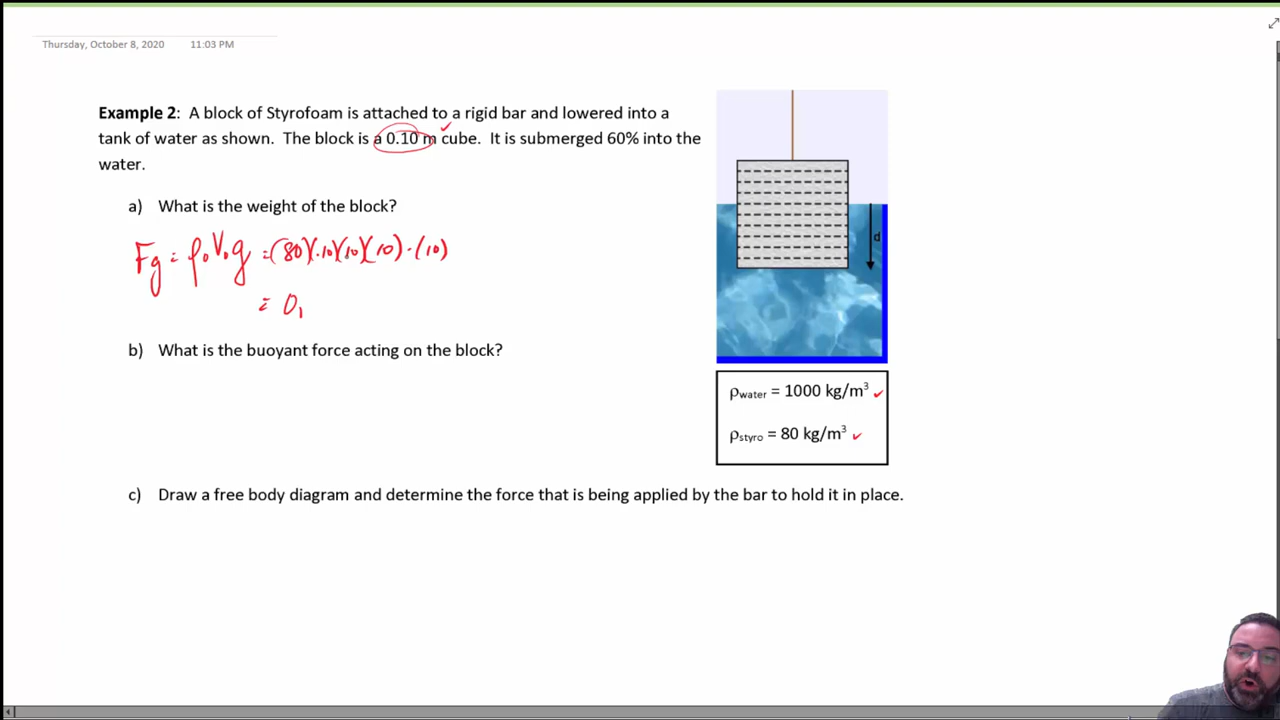 Thursday, October 8, 2020 11:03 PM
Example 2: A block of Styrofoam is attached to a rigid bar and lowered into a
tank of water as shown. The block is a 0.10 m cube. It is submerged 60% into the
water.
a) What is the weight of the block?
Fg = ρ₀V₀g = (80)(.10)(.10)(.10)·(10)
= 0,
b) What is the buoyant force acting on the block?
d
ρwater = 1000 kg/m³ ✓
ρstyro = 80 kg/m³ ✓
c) Draw a free body diagram and determine the force that is being applied by the bar to hold it in place.